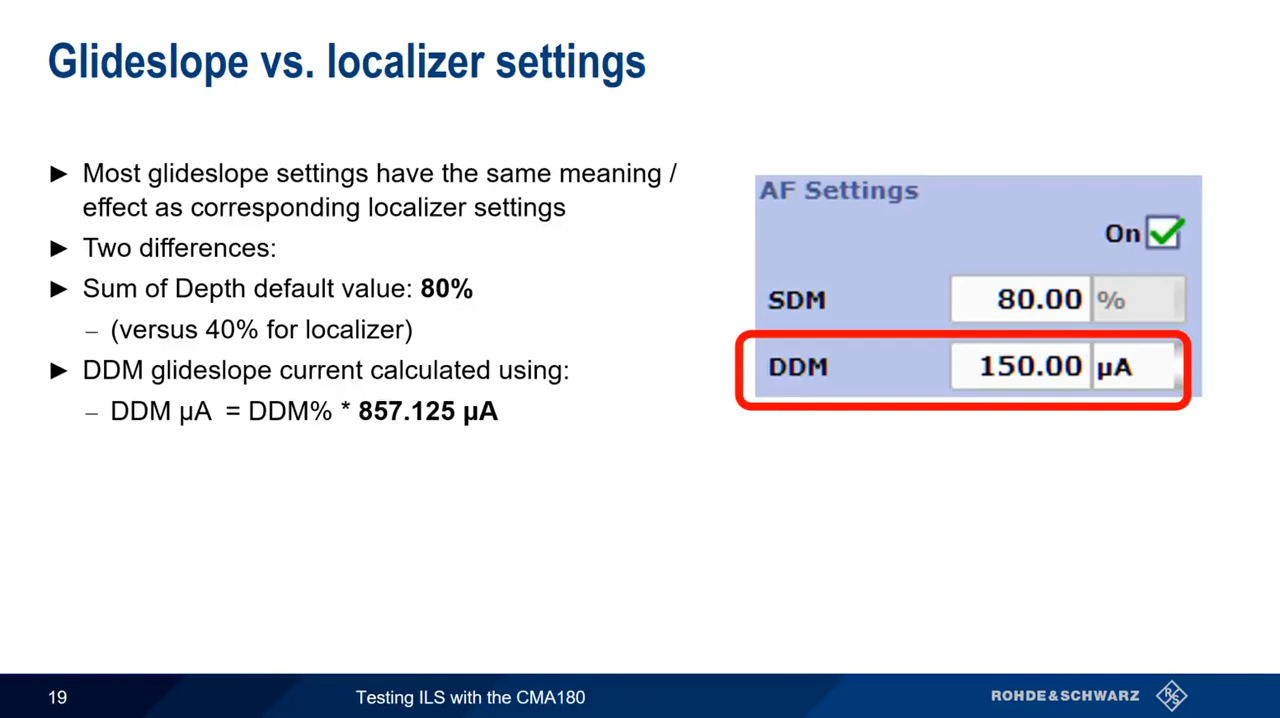 Glideslope vs. localizer settings
► Most glideslope settings have the same meaning /
effect as corresponding localizer settings
► Two differences:
► Sum of Depth default value: 80%
– (versus 40% for localizer)
► DDM glideslope current calculated using:
– DDM µA = DDM% * 857.125 µA
AF Settings
On
SDM 80.00 %
DDM 150.00 µA
19 Testing ILS with the CMA180 ROHDE&SCHWARZ R&S